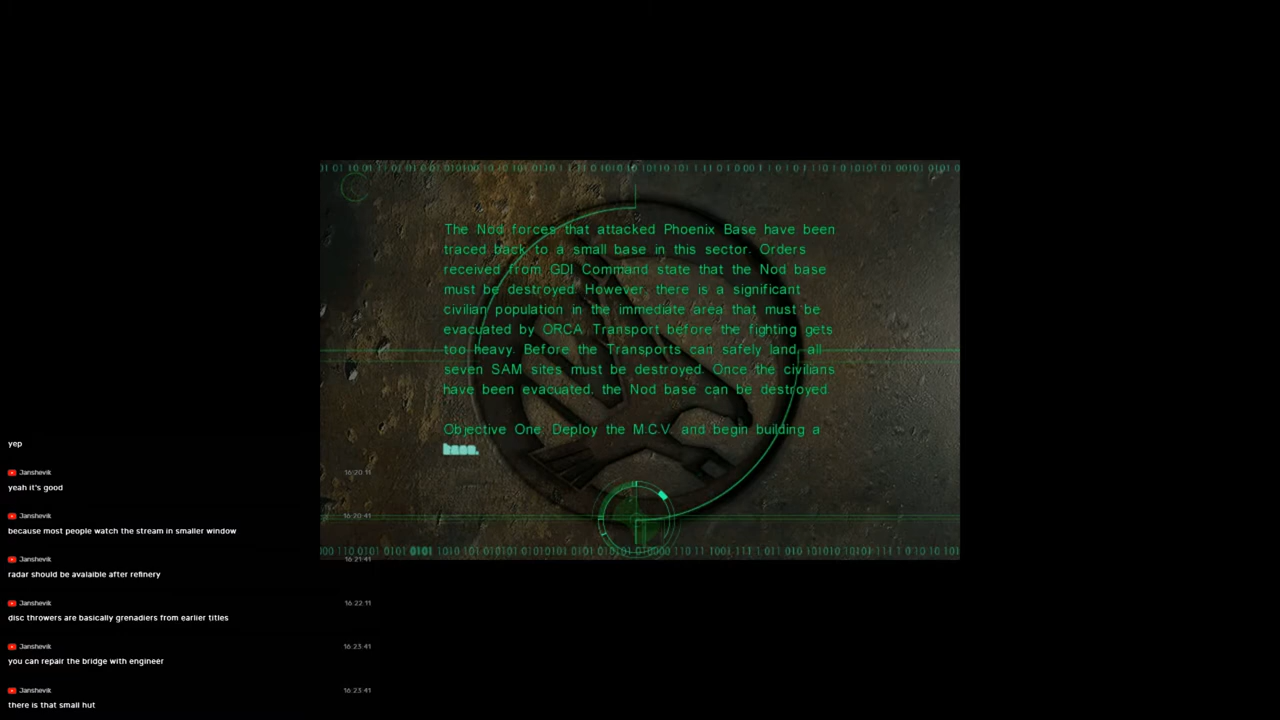 The Nod forces that attacked Phoenix Base have been
traced back to a small base in this sector. Orders
received from GDI Command state that the Nod base
must be destroyed. However, there is a significant
civilian population in the immediate area that must be
evacuated by ORCA Transport before the fighting gets
too heavy. Before the Transports can safely land, all
seven SAM sites must be destroyed. Once the civilians
have been evacuated, the Nod base can be destroyed.
Objective One: Deploy the M.C.V. and begin building a
base.
yep
Janshevik 16:20:11
yeah it's good
Janshevik 16:20:41
because most people watch the stream in smaller window
Janshevik 16:21:41
radar should be avalaible after refinery
Janshevik 16:22:11
disc throwers are basically grenadiers from earlier titles
Janshevik 16:23:41
you can repair the bridge with engineer
Janshevik 16:23:41
there is that small hut